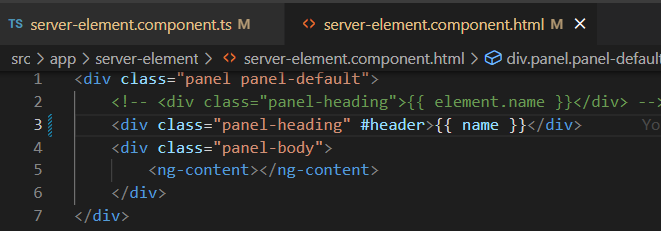 TS server-element.component.ts M <> server-element.component.html M ×
src > app > server-element > <> server-element.component.html > div.panel.panel-defaul
1 <div class="panel panel-default">
2 <!-- <div class="panel-heading">{{ element.name }}</div> -->
3 <div class="panel-heading" #header>{{ name }}</div> Yo
4 <div class="panel-body">
5 <ng-content></ng-content>
6 </div>
7 </div>